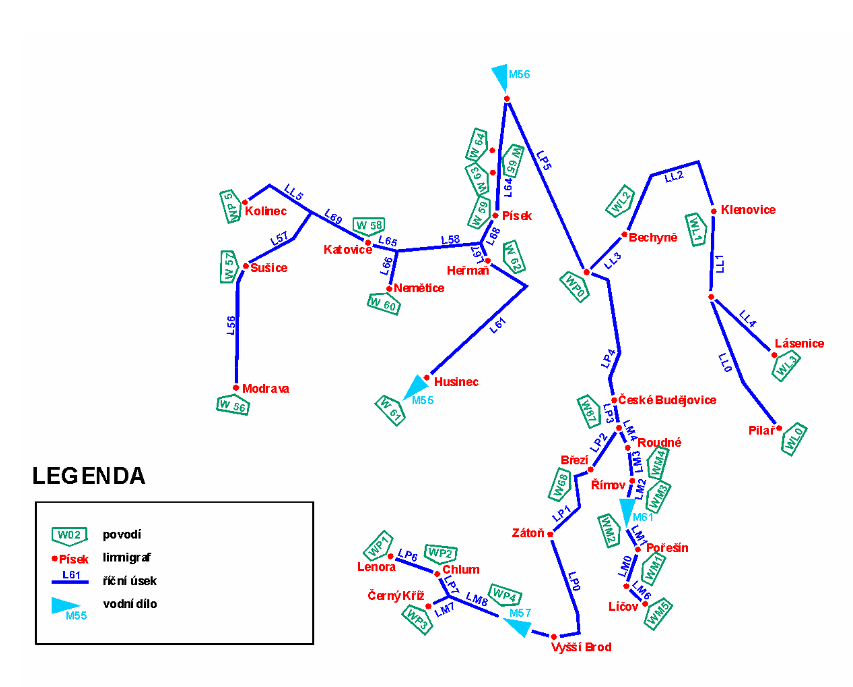 M56
W 64
W 65
W 63
L64
W 59
Písek
LP5
LL2
WL2
Klenovice
WL1
Bechyně
LL3
WP0
LL1
WP 5
Kolinec
LL5
L69
W 58
Katovice
L65
L57
W 57
Sušice
L66
Nemětice
W 60
L58
L68
L67
W 62
Heřmaň
L61
L56
Modrava
W 56
Husinec
M55
W 61
LL4
Lásenice
WL3
LL0
Pilař
WL0
LP4
České Budějovice
W67
LP3
LM4
Roudné
LP2
Březí
W68
LM3
WM4
Římov
LM2
WM3
M61
WM2
LM1
Pořešín
LM0
WM1
LM6
Líčov
WM5
LP1
Zátoň
LP0
WP1
LP6
Lenora
WP2
Chlum
LP7
Černý Kříž
LM7
WP3
LM8
WP4
M57
Vyšší Brod
LEGENDA
W02 povodí
Písek limnigraf
L61 říční úsek
M55 vodní dílo